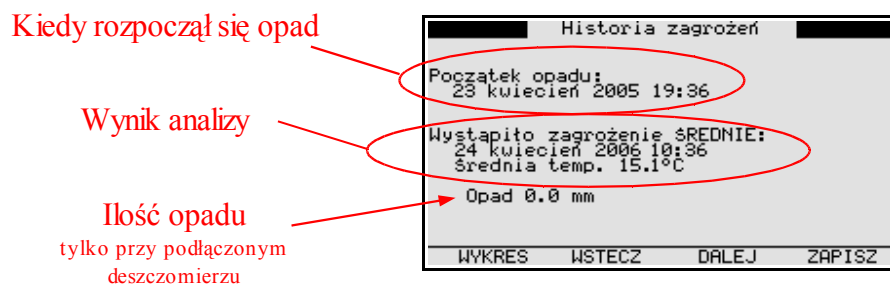 Kiedy rozpoczął się opad
Wynik analizy
Ilość opadu
tylko przy podłączonym
deszczomierzu
Historia zagrożeń
Początek opadu:
23 kwiecień 2005 19:36
Wystąpiło zagrożenie ŚREDNIE:
24 kwiecień 2006 10:36
Średnia temp. 15.1°C
Opad 0.0 mm
WYKRES WSTECZ DALEJ ZAPISZ